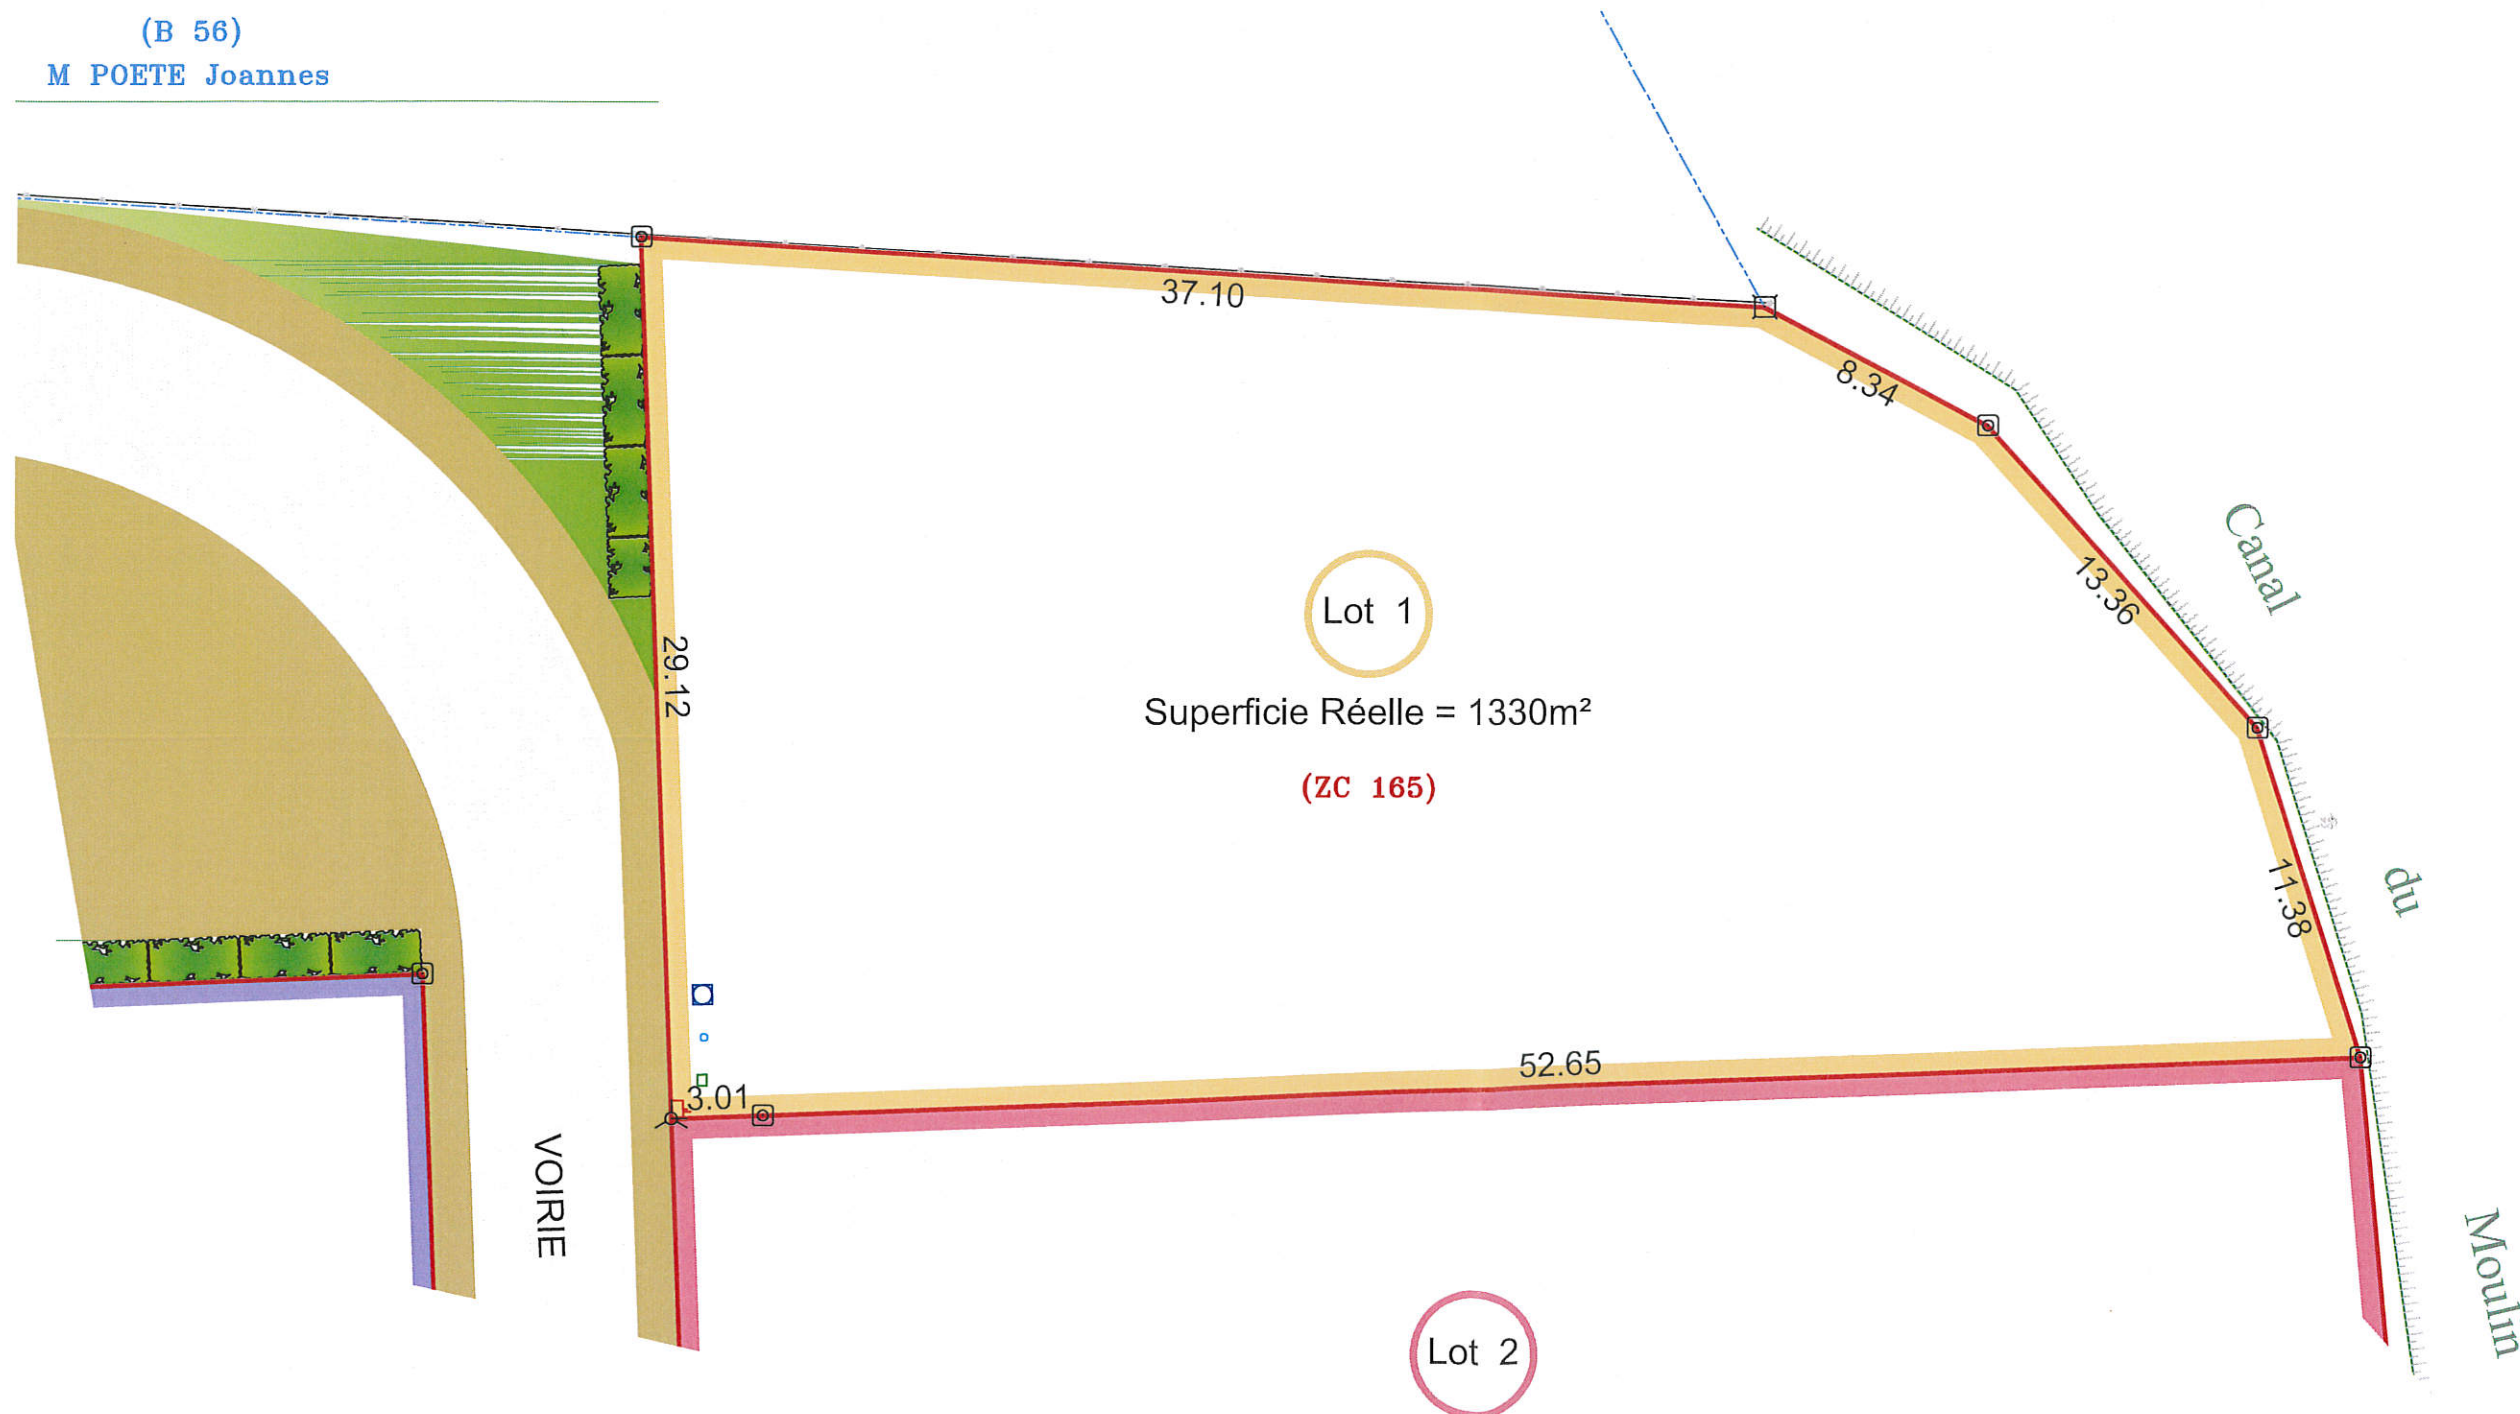 (B 56)
M POETE Joannes
37.10
8.34
13.36
11.38
Canal
du
Moulin
Lot 1
Superficie Réelle = 1330m²
(ZC 165)
29.12
3.01
52.65
VOIRIE
Lot 2